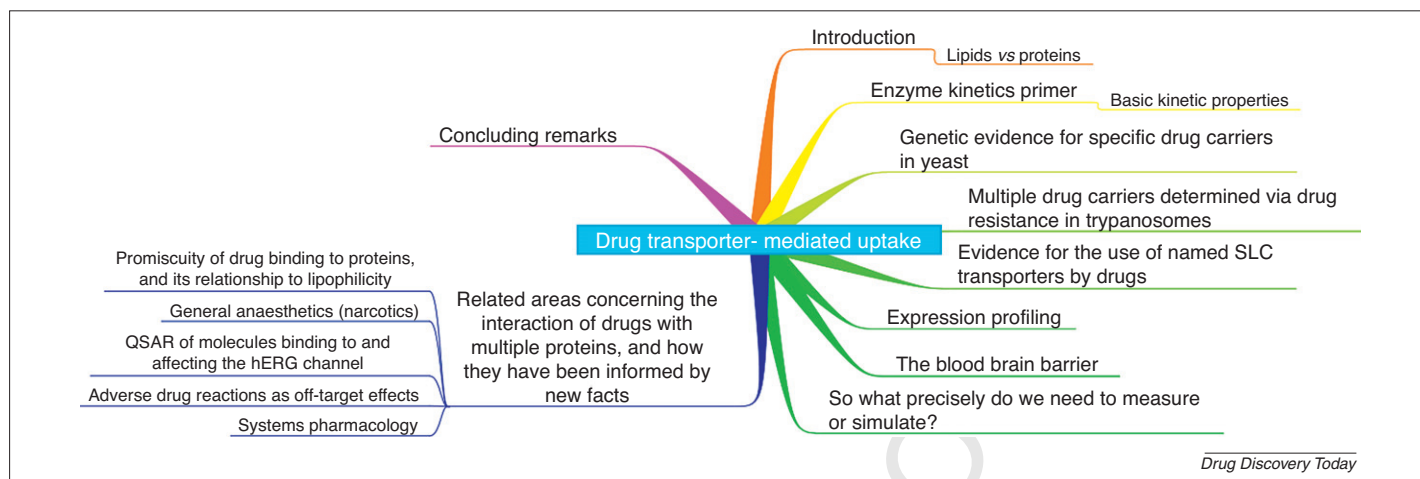 Introduction
Lipids vs proteins
Enzyme kinetics primer
Basic kinetic properties
Genetic evidence for specific drug carriers
in yeast
Multiple drug carriers determined via drug
resistance in trypanosomes
Evidence for the use of named SLC
transporters by drugs
Expression profiling
The blood brain barrier
So what precisely do we need to measure
or simulate?
Drug transporter- mediated uptake
Concluding remarks
Related areas concerning the
interaction of drugs with
multiple proteins, and how
they have been informed by
new facts
Promiscuity of drug binding to proteins,
and its relationship to lipophilicity
General anaesthetics (narcotics)
QSAR of molecules binding to and
affecting the hERG channel
Adverse drug reactions as off-target effects
Systems pharmacology
Drug Discovery Today